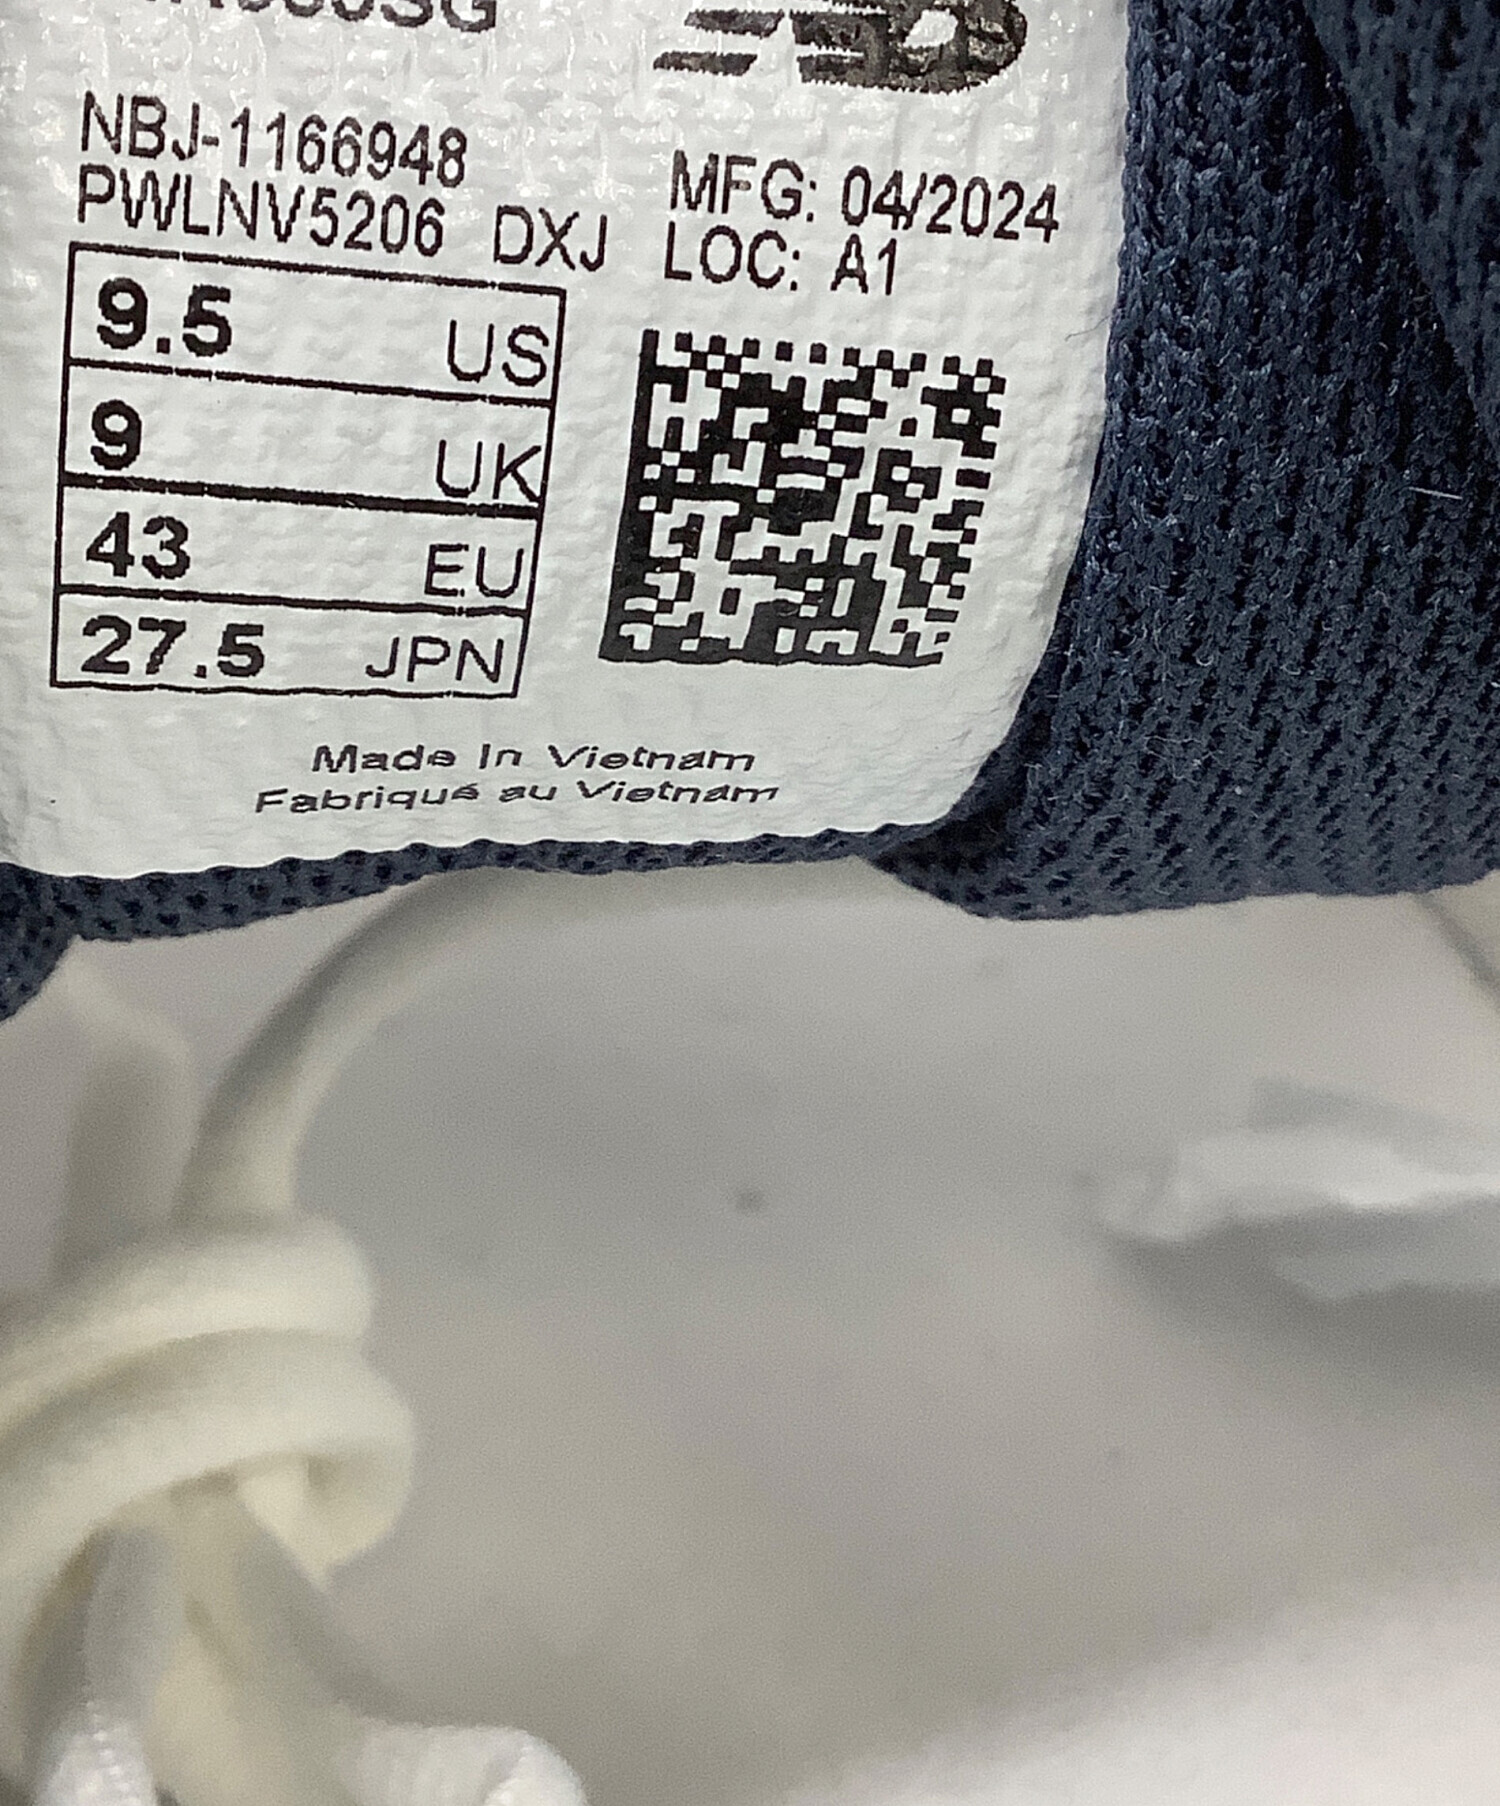 NBJ-1166948
PWLNV5206 DXJ
MFG: 04/2024
LOC: A1
9.5 US
9 UK
43 EU
27.5 JPN
Made In Vietnam
Fabriqué au Vietnam